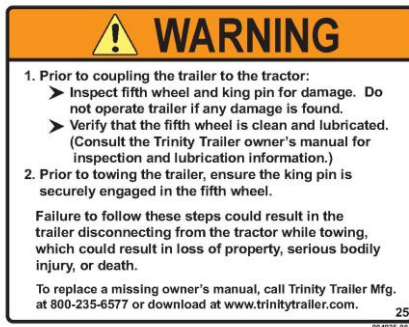 WARNING
1. Prior to coupling the trailer to the tractor:
➤ Inspect fifth wheel and king pin for damage. Do
not operate trailer if any damage is found.
➤ Verify that the fifth wheel is clean and lubricated.
(Consult the Trinity Trailer owner's manual for
inspection and lubrication information.)
2. Prior to towing the trailer, ensure the king pin is
securely engaged in the fifth wheel.
Failure to follow these steps could result in the
trailer disconnecting from the tractor while towing,
which could result in loss of property, serious bodily
injury, or death.
To replace a missing owner's manual, call Trinity Trailer Mfg.
at 800-235-6577 or download at www.trinitytrailer.com.
25